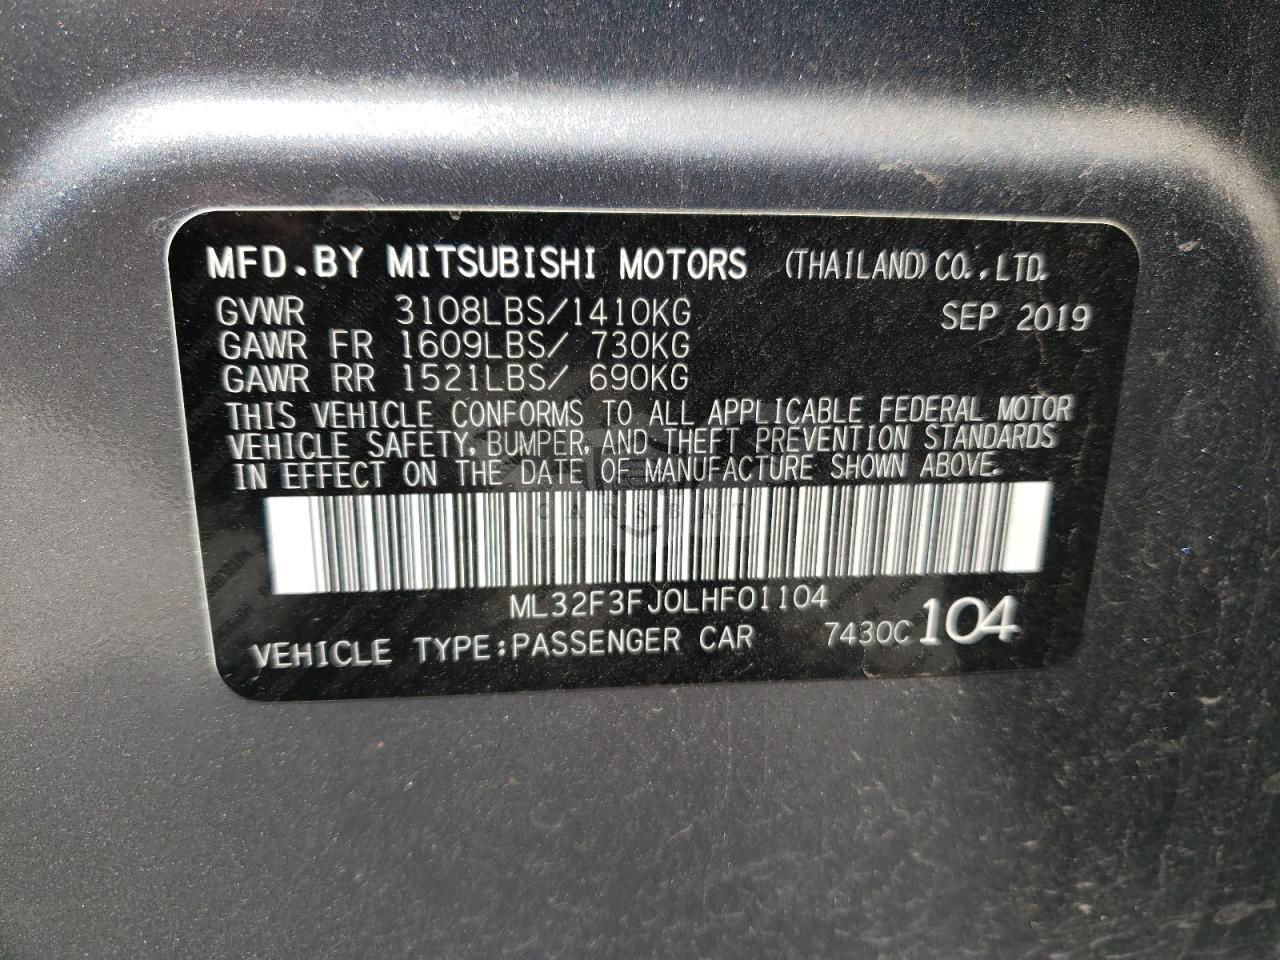 MFD.BY MITSUBISHI MOTORS (THAILAND) CO.,LTD.
GVWR 3108LBS/1410KG SEP 2019
GAWR FR 1609LBS/ 730KG
GAWR RR 1521LBS/ 690KG
THIS VEHICLE CONFORMS TO ALL APPLICABLE FEDERAL MOTOR
VEHICLE SAFETY, BUMPER, AND THEFT PREVENTION STANDARDS
IN EFFECT ON THE DATE OF MANUFACTURE SHOWN ABOVE.
ML32F3FJ0LHF01104
VEHICLE TYPE:PASSENGER CAR 7430C 104